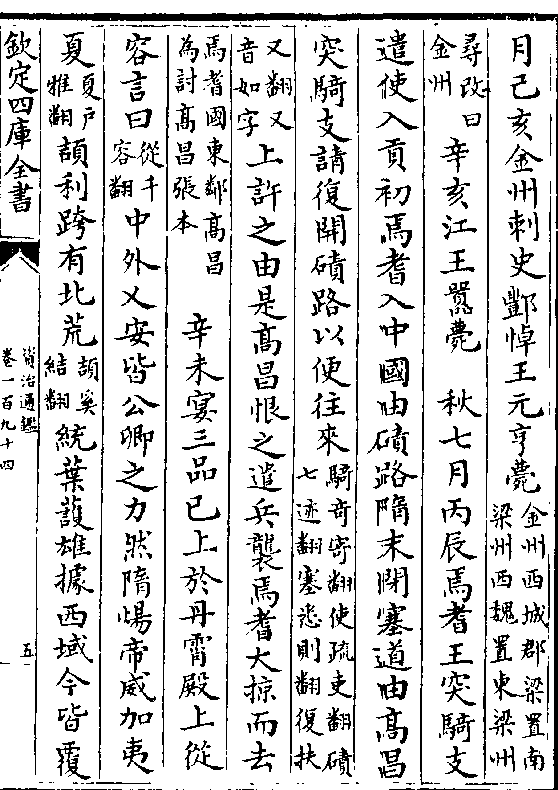 月己亥金州刺史酆悼王元亨薨金州西城郡梁置南
梁州西魏置東梁州
尋改曰
金州辛亥江王囂薨 秋七月丙辰焉耆王突騎支
遣使入貢初焉耆入中國由磧路隋末閉塞道由髙昌
突騎支請復開磧路以便往來騎竒寄翻使疏吏翻磧
七迹翻塞悉則翻復扶
又翻又
音如字上許之由是髙昌恨之遣兵襲焉耆大掠而去
焉耆國東鄰髙昌
為討髙昌張本 辛未宴三品已上於丹霄殿上從
容言曰從千
容翻中外乂安皆公卿之力然隋煬帝威加夷
夏夏戸
雅翻頡利跨有北荒頡奚
結翻統葉䕶雄據西域今皆覆
欽定四庫全書
資治通鑑
卷一百九十四
五